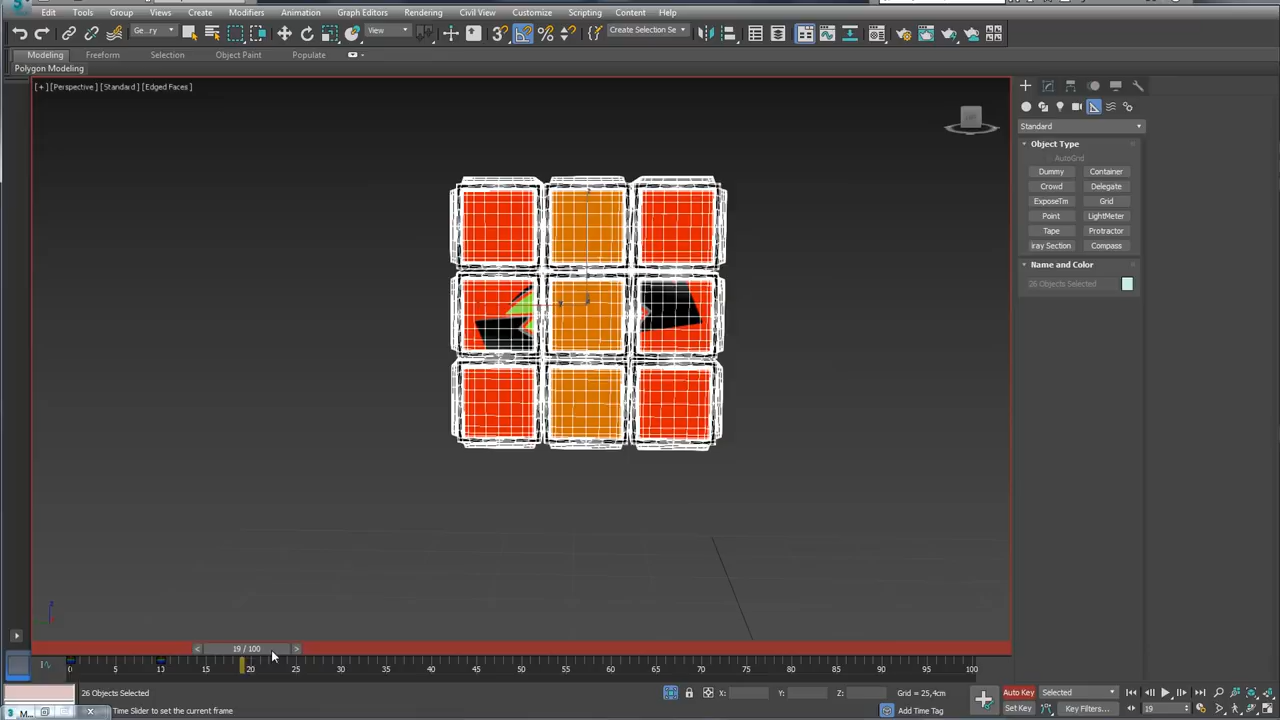 Edit Tools Group Views Create Modifiers Animation Graph Editors Rendering Civil View Customize Scripting Content Help
View
Create Selection Se
Modeling Freeform Selection Object Paint Populate
Polygon Modeling
[+] [Perspective] [Standard] [Edged Faces]
Standard
Object Type
AutoGrid
Dummy Container
Crowd Delegate
ExposeTm Grid
Point LightMeter
Tape Protractor
iray Section Compass
Name and Color
26 Objects Selected
< 19 / 100 >
0 5 10 15 20 25 30 35 40 45 50 55 60 65 70 75 80 85 90 95 100
26 Objects Selected X: Y: Z: Grid = 25,4cm Auto Key Selected
M... Time Slider to set the current frame Add Time Tag Set Key Key Filters... 19